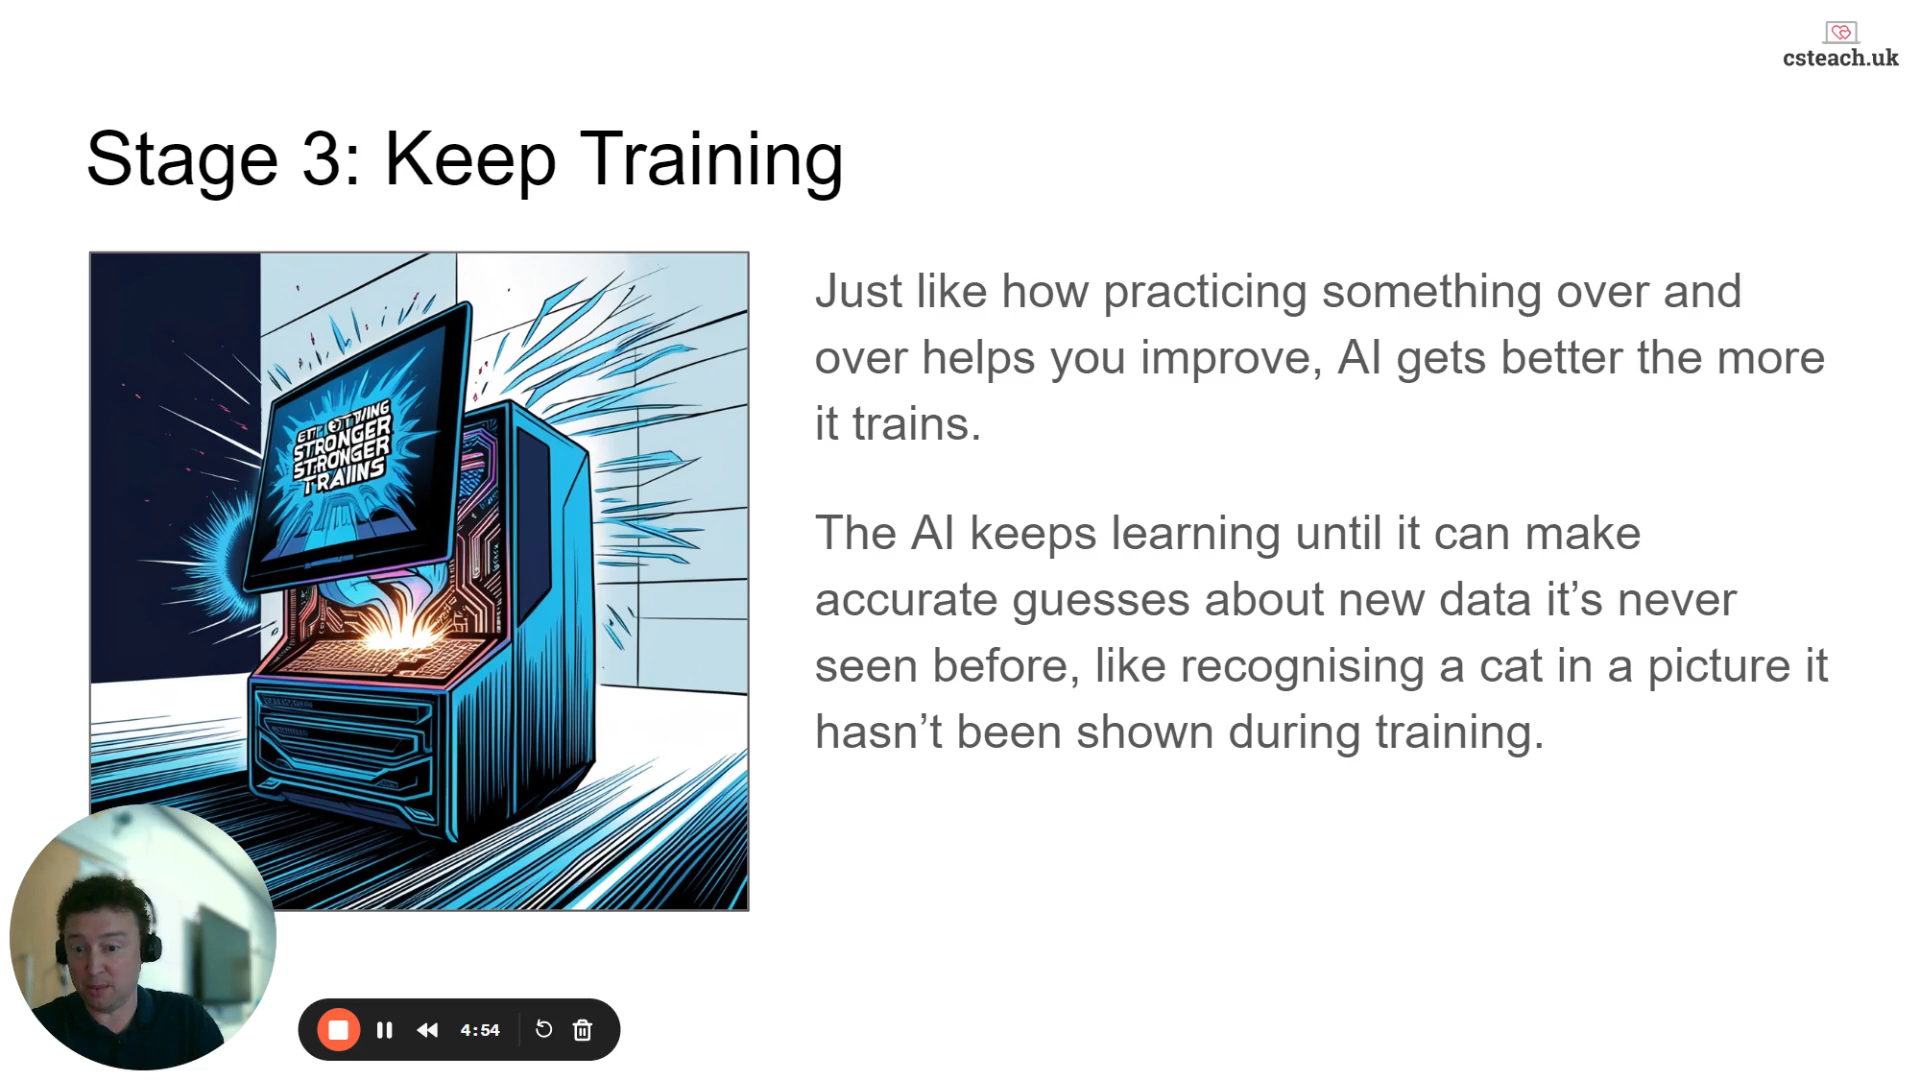 csteach.uk
Stage 3: Keep Training
STRONGER
STRONGER
TRAIINS
Just like how practicing something over and
over helps you improve, AI gets better the more
it trains.
The AI keeps learning until it can make
accurate guesses about new data it’s never
seen before, like recognising a cat in a picture it
hasn’t been shown during training.
4:54